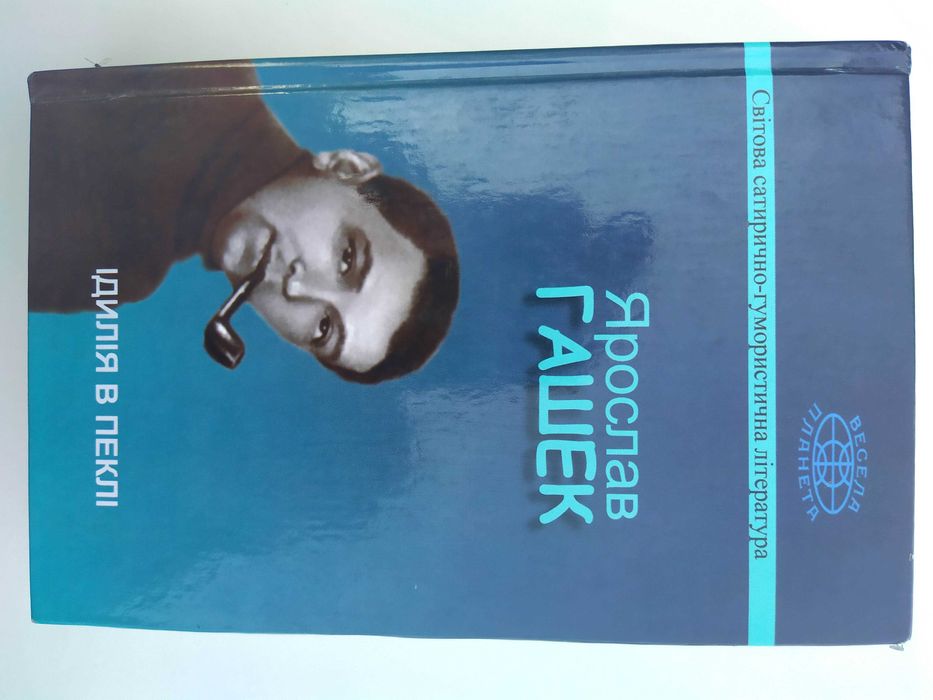 ВЕСЕЛА
ПЛАНЕТА
Світова сатирично-гумористична література
Ярослав
ГАШЕК
ІДИЛІЯ В ПЕКЛІ